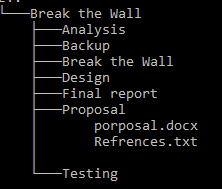 Break the Wall
Analysis
Backup
Break the Wall
Design
Final report
Proposal
porposal.docx
Refrences.txt
Testing